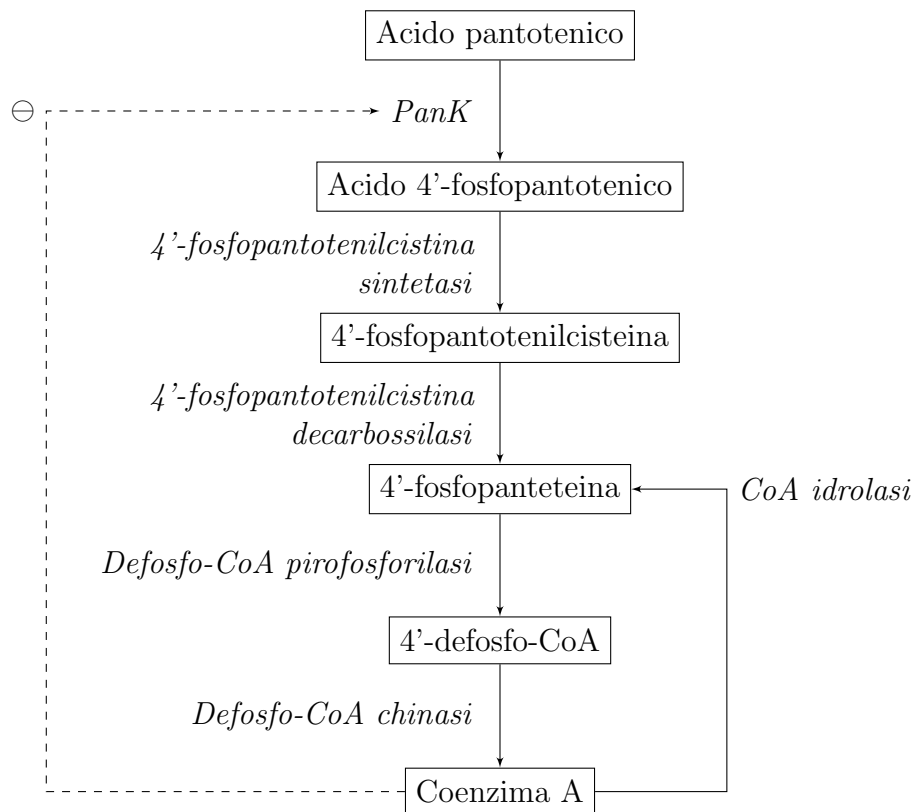 Acido pantotenico
⊖
PanK
Acido 4'-fosfopantotenico
4'-fosfopantotenilcistina
sintetasi
4'-fosfopantotenilcisteina
4'-fosfopantotenilcistina
decarbossilasi
4'-fosfopanteteina
CoA idrolasi
Defosfo-CoA pirofosforilasi
4'-defosfo-CoA
Defosfo-CoA chinasi
Coenzima A